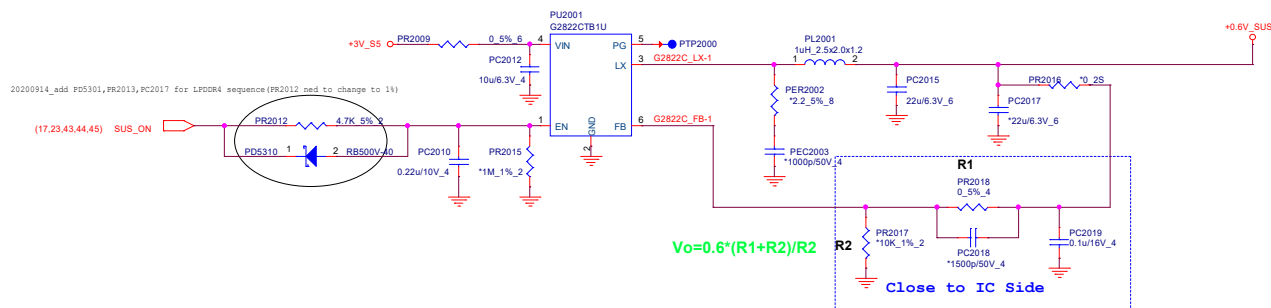 PU2001
G2822CTB1U
+3V_S5
PR2009
0_5%_6
4
VIN
PG
5
PTP2000
PC2012
10u/6.3V_4
LX
3
G2822C_LX-1
PL2001
1uH_2.5x2.0x1.2
1
2
+0.6V_SUS
PER2002
*2.2_5%_8
PC2015
22u/6.3V_6
PR2016
*0_2S
PC2017
*22u/6.3V_6
20200914_add PD5301,PR2013,PC2017 for LPDDR4 sequence(PR2012 ned to change to 1%)
(17,23,43,44,45)
SUS_ON
PR2012
4.7K_5%_2
1
EN
GND
2
FB
6
G2822C_FB-1
PD5310
1
2
RB500V-40
PC2010
0.22u/10V_4
PR2015
*1M_1%_2
PEC2003
*1000p/50V_4
R1
PR2018
0_5%_4
Vo=0.6*(R1+R2)/R2
R2
PR2017
*10K_1%_2
PC2018
*1500p/50V_4
PC2019
0.1u/16V_4
Close to IC Side